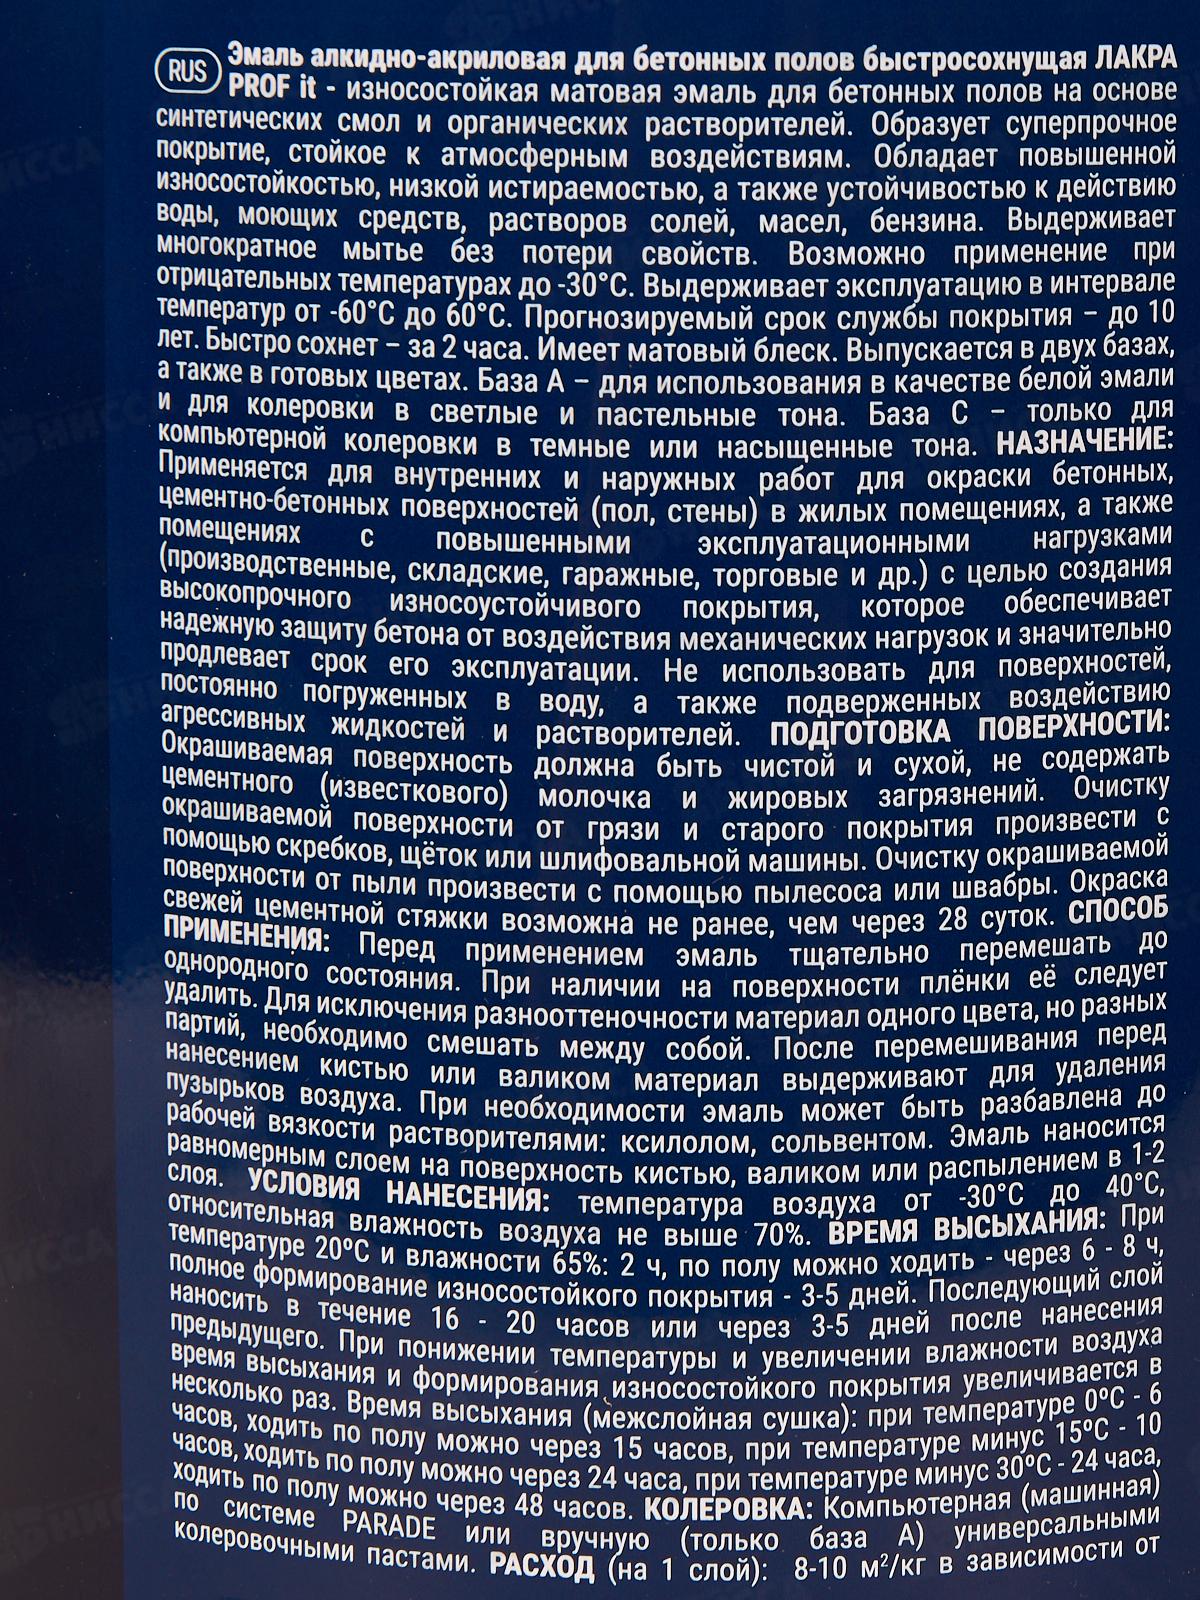 RUS Эмаль алкидно-акриловая для бетонных полов быстросохнущая ЛАКРА
PROF it - износостойкая матовая эмаль для бетонных полов на основе
синтетических смол и органических растворителей. Образует суперпрочное
покрытие, стойкое к атмосферным воздействиям. Обладает повышенной
износостойкостью, низкой истираемостью, а также устойчивостью к действию
воды, моющих средств, растворов солей, масел, бензина. Выдерживает
многократное мытье без потери свойств. Возможно применение при
отрицательных температурах до -30°C. Выдерживает эксплуатацию в интервале
температур от -60°C до 60°C. Прогнозируемый срок службы покрытия – до 10
лет. Быстро сохнет – за 2 часа. Имеет матовый блеск. Выпускается в двух базах,
а также в готовых цветах. База А – для использования в качестве белой эмали
и для колеровки в светлые и пастельные тона. База С – только для
компьютерной колеровки в темные или насыщенные тона. НАЗНАЧЕНИЕ:
Применяется для внутренних и наружных работ для окраски бетонных,
цементно-бетонных поверхностей (пол, стены) в жилых помещениях, а также
помещениях с повышенными эксплуатационными нагрузками
(производственные, складские, гаражные, торговые и др.) с целью создания
высокопрочного износоустойчивого покрытия, которое обеспечивает
надежную защиту бетона от воздействия механических нагрузок и значительно
продлевает срок его эксплуатации. Не использовать для поверхностей,
постоянно погруженных в воду, а также подверженных воздействию
агрессивных жидкостей и растворителей. ПОДГОТОВКА ПОВЕРХНОСТИ:
Окрашиваемая поверхность должна быть чистой и сухой, не содержать
цементного (известкового) молочка и жировых загрязнений. Очистку
окрашиваемой поверхности от грязи и старого покрытия произвести с
помощью скребков, щёток или шлифовальной машины. Очистку окрашиваемой
поверхности от пыли произвести с помощью пылесоса или швабры. Окраска
свежей цементной стяжки возможна не ранее, чем через 28 суток. СПОСОБ
ПРИМЕНЕНИЯ: Перед применением эмаль тщательно перемешать до
однородного состояния. При наличии на поверхности плёнки её следует
удалить. Для исключения разнооттеночности материал одного цвета, но разных
партий, необходимо смешать между собой. После перемешивания перед
нанесением кистью или валиком материал выдерживают для удаления
пузырьков воздуха. При необходимости эмаль может быть разбавлена до
рабочей вязкости растворителями: ксилолом, сольвентом. Эмаль наносится
равномерным слоем на поверхность кистью, валиком или распылением в 1-2
слоя. УСЛОВИЯ НАНЕСЕНИЯ: температура воздуха от -30°C до 40°C,
относительная влажность воздуха не выше 70%. ВРЕМЯ ВЫСЫХАНИЯ: При
температуре 20ºC и влажности 65%: 2 ч, по полу можно ходить - через 6 - 8 ч,
полное формирование износостойкого покрытия - 3-5 дней. Последующий слой
наносить в течение 16 - 20 часов или через 3-5 дней после нанесения
предыдущего. При понижении температуры и увеличении влажности воздуха
время высыхания и формирования износостойкого покрытия увеличивается в
несколько раз. Время высыхания (межслойная сушка): при температуре 0ºC - 6
часов, ходить по полу можно через 15 часов, при температуре минус 15ºC - 10
часов, ходить по полу можно через 24 часа, при температуре минус 30ºC - 24 часа,
ходить по полу можно через 48 часов. КОЛЕРОВКА: Компьютерная (машинная)
по системе PARADE или вручную (только база А) универсальными
колеровочными пастами. РАСХОД (на 1 слой): 8-10 м²/кг в зависимости от